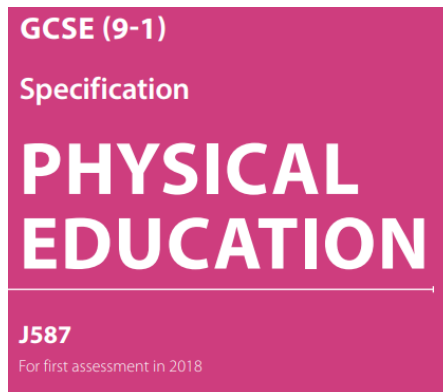 GCSE (9-1)
Specification
PHYSICAL
EDUCATION
J587
For first assessment in 2018